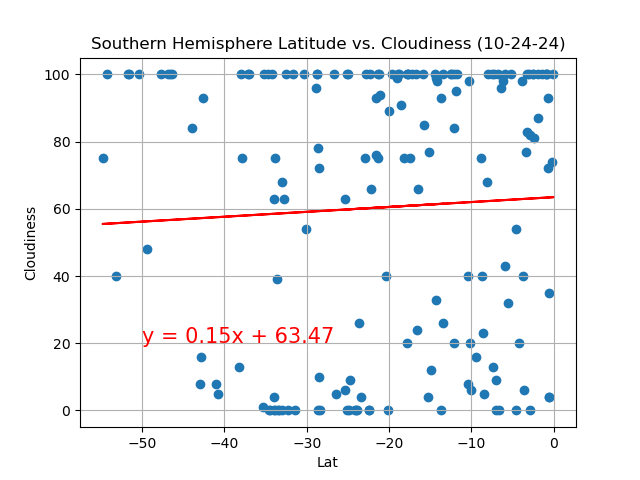 Southern Hemisphere Latitude vs. Cloudiness (10-24-24)
100
80
60
40
20
0
Cloudiness
y = 0.15x + 63.47
−50 −40 −30 −20 −10 0
Lat